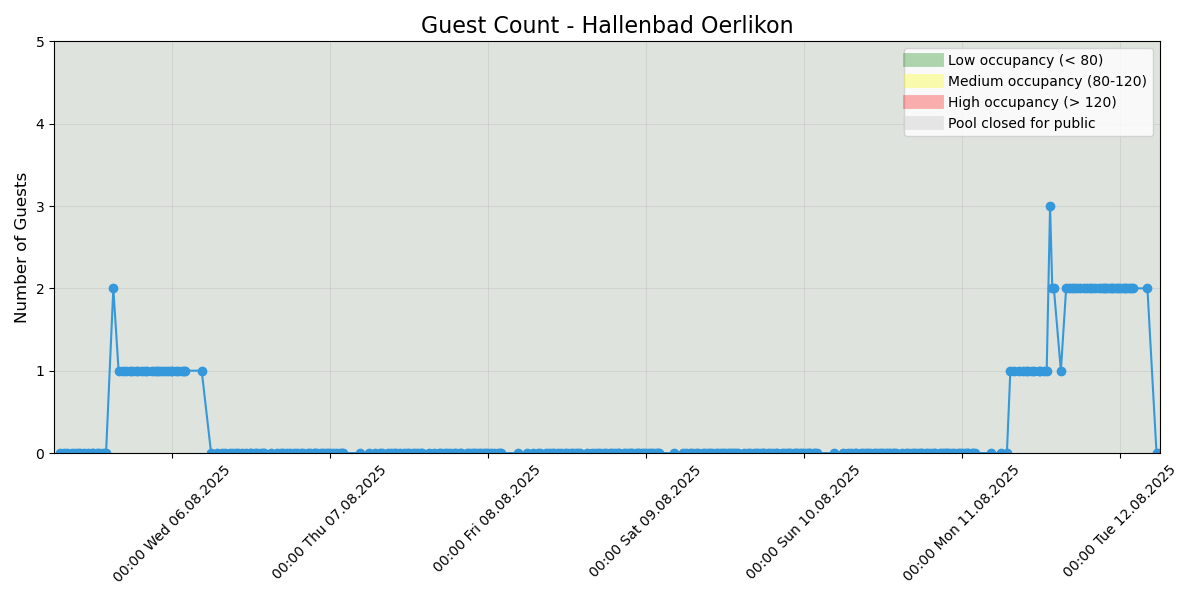 Guest Count - Hallenbad Oerlikon
Number of Guests
5
4
3
2
1
0
Low occupancy (< 80)
Medium occupancy (80-120)
High occupancy (> 120)
Pool closed for public
00:00 Wed 06.08.2025
00:00 Thu 07.08.2025
00:00 Fri 08.08.2025
00:00 Sat 09.08.2025
00:00 Sun 10.08.2025
00:00 Mon 11.08.2025
00:00 Tue 12.08.2025